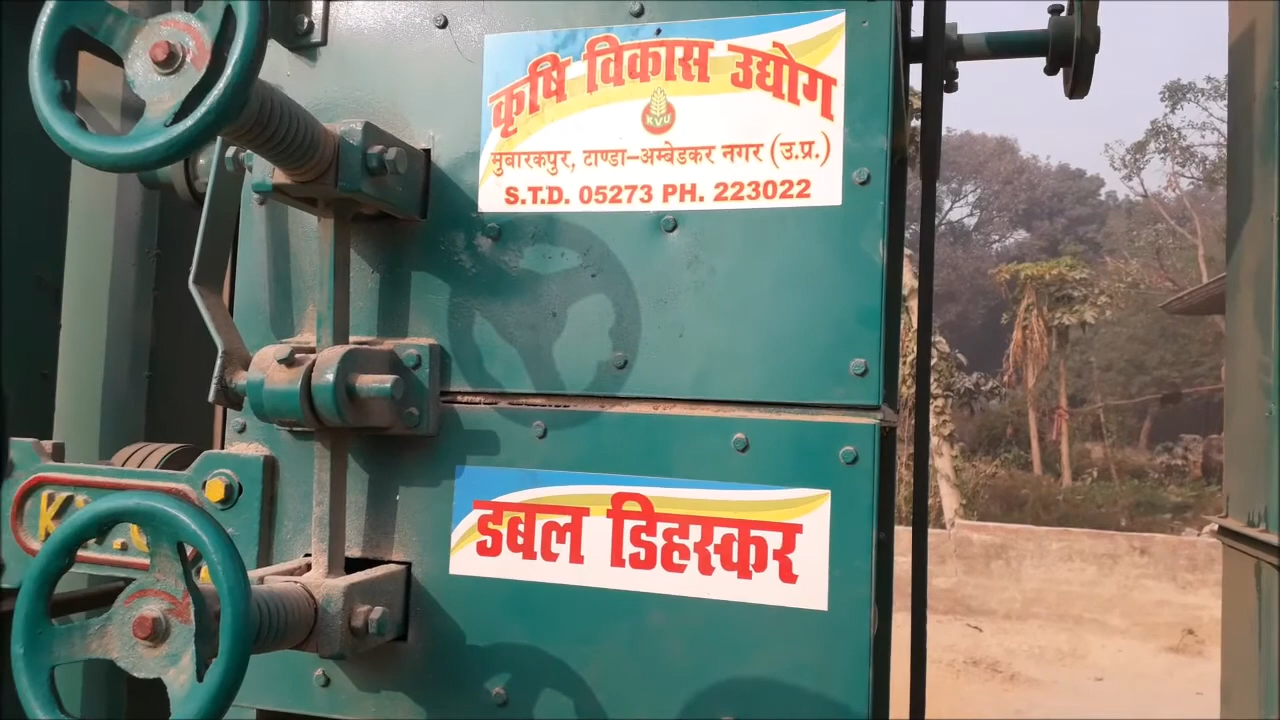 कृषि विकास उद्योग
KVU
मुबारकपुर, टाण्डा-अम्बेडकर नगर (उ.प्र.)
S.T.D. 05273 PH. 223022
डबल डिहस्कर